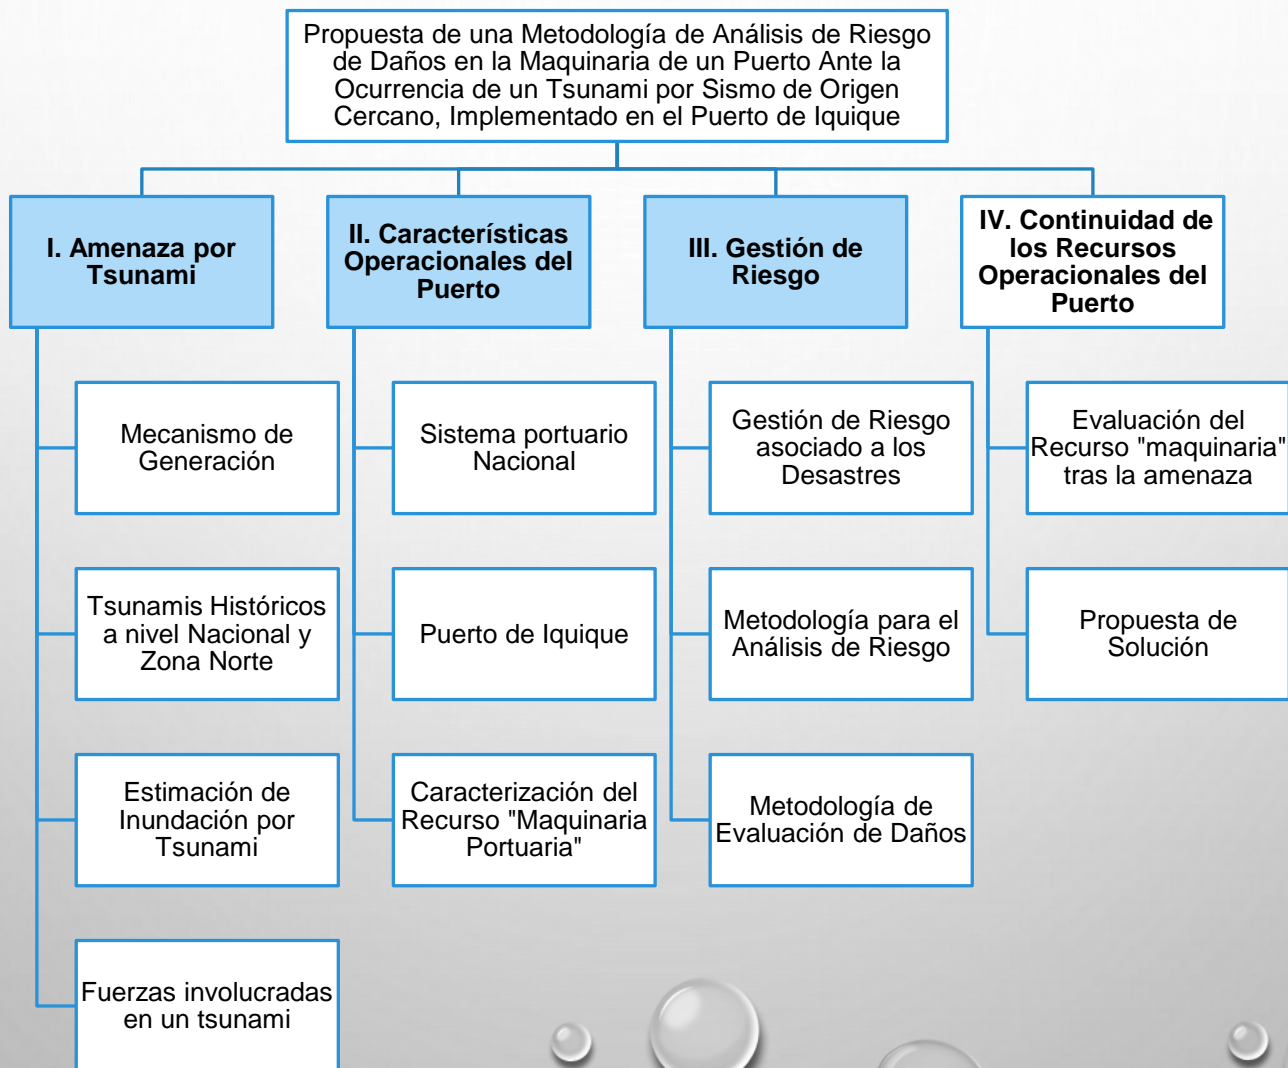 Propuesta de una Metodología de Análisis de Riesgo
de Daños en la Maquinaria de un Puerto Ante la
Ocurrencia de un Tsunami por Sismo de Origen
Cercano, Implementado en el Puerto de Iquique
I. Amenaza por
Tsunami
Mecanismo de
Generación
Tsunamis Históricos
a nivel Nacional y
Zona Norte
Estimación de
Inundación por
Tsunami
Fuerzas involucradas
en un tsunami
II. Características
Operacionales del
Puerto
Sistema portuario
Nacional
Puerto de Iquique
Caracterización del
Recurso "Maquinaria
Portuaria"
III. Gestión de
Riesgo
Gestión de Riesgo
asociado a los
Desastres
Metodología para el
Análisis de Riesgo
Metodología de
Evaluación de Daños
IV. Continuidad de
los Recursos
Operacionales del
Puerto
Evaluación del
Recurso "maquinaria"
tras la amenaza
Propuesta de
Solución